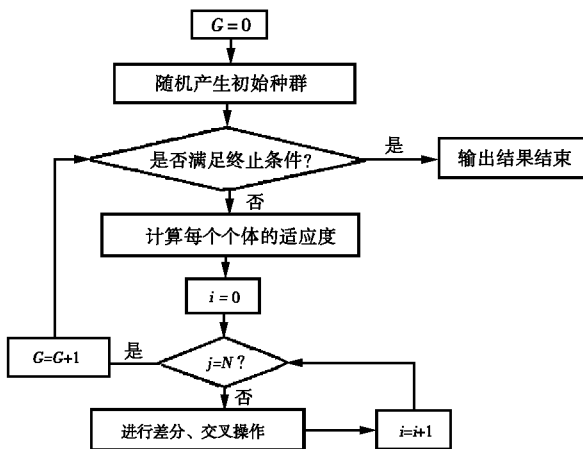 G=0
随机产生初始种群
是否满足终止条件?
是
输出结果结束
否
计算每个个体的适应度
i=0
G=G+1
是
j=N?
否
进行差分、交叉操作
i=i+1